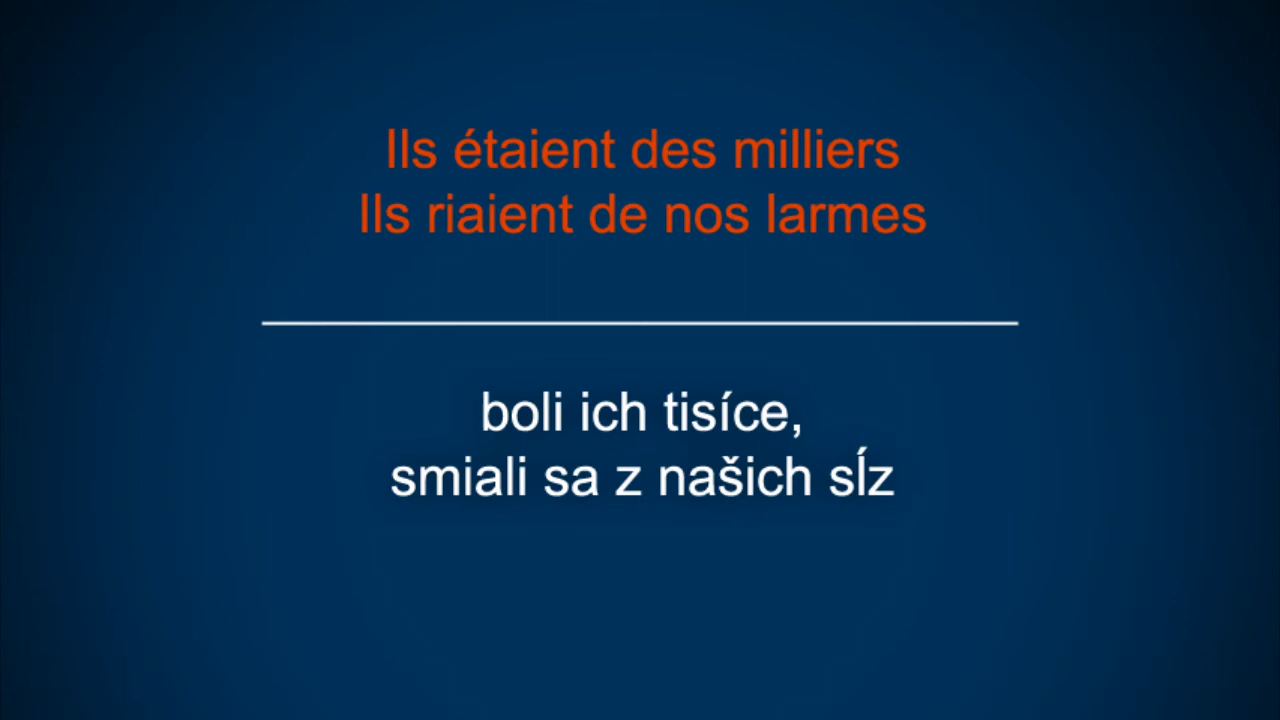 Ils étaient des milliers
Ils riaient de nos larmes
boli ich tisíce,
smiali sa z našich sĺz